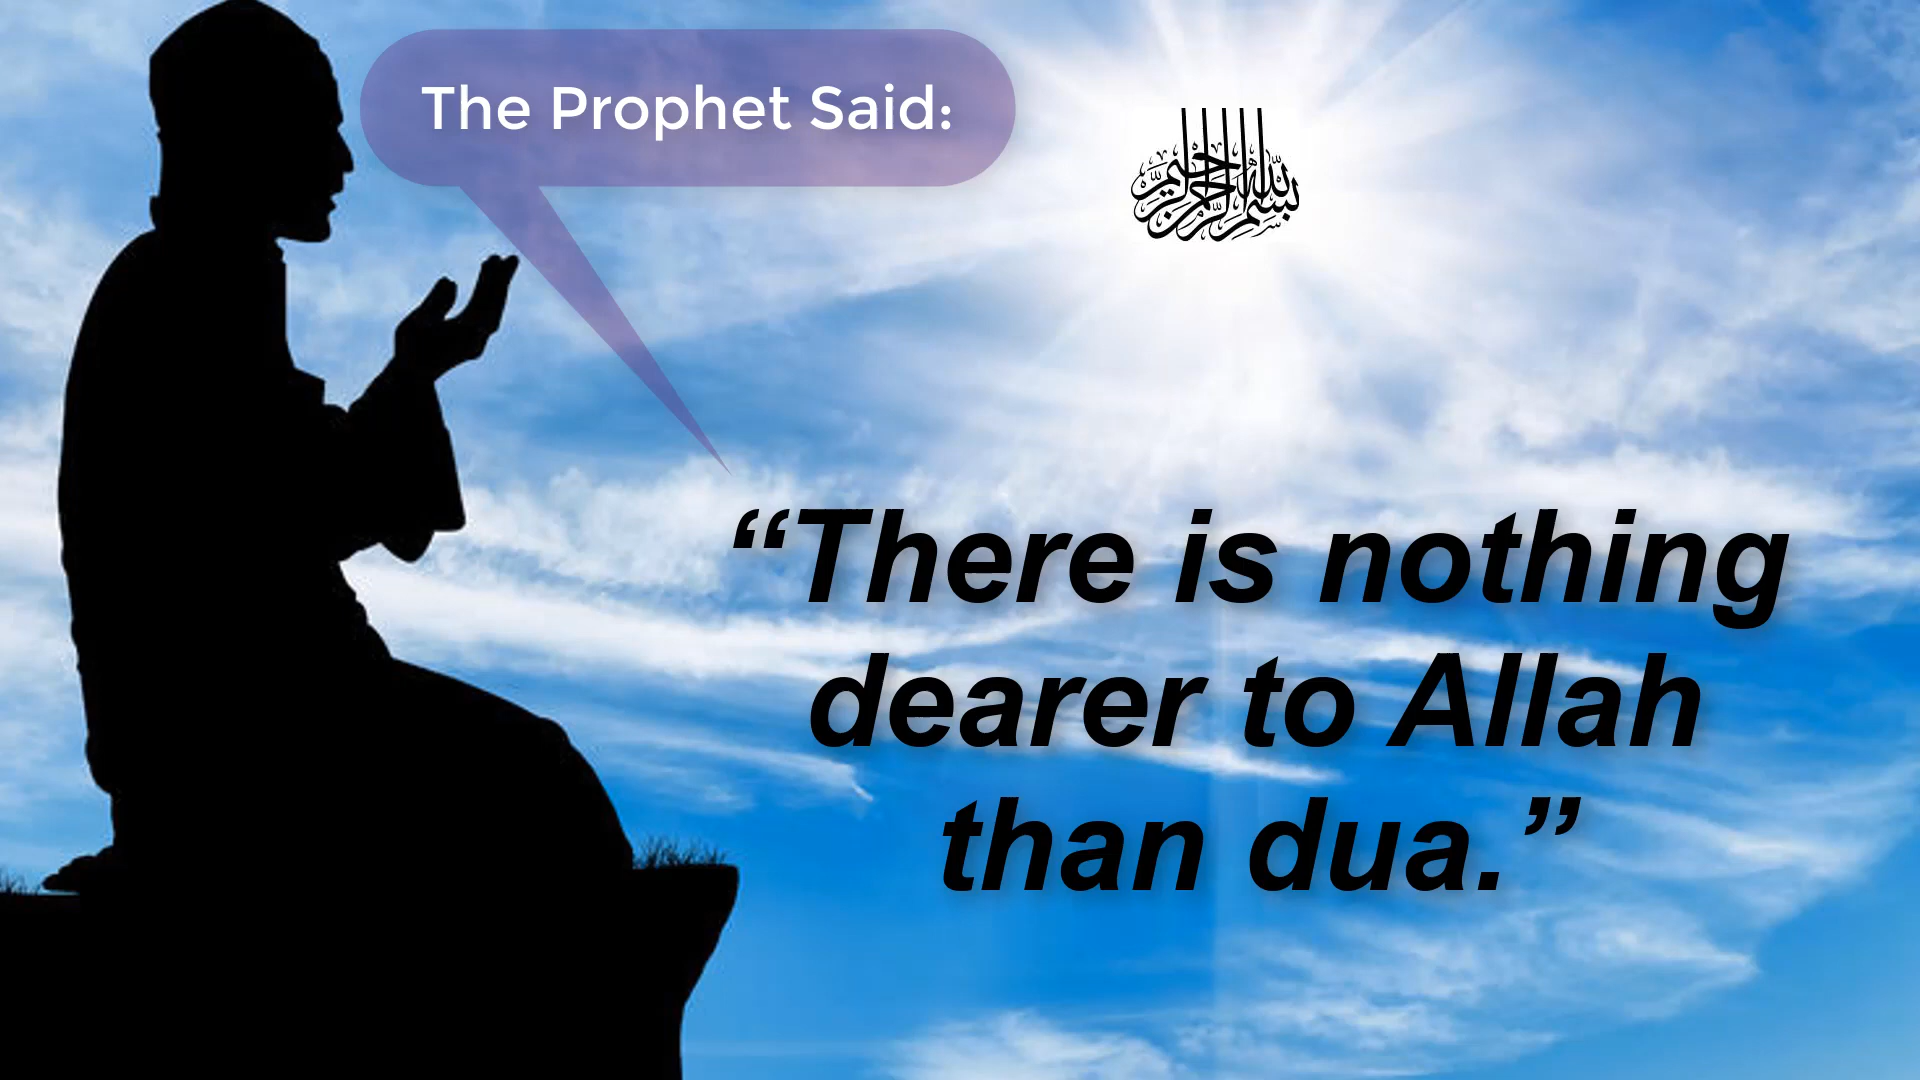 The Prophet Said:
بسم الله الرحمن الرحيم
“There is nothing
dearer to Allah
than dua.”